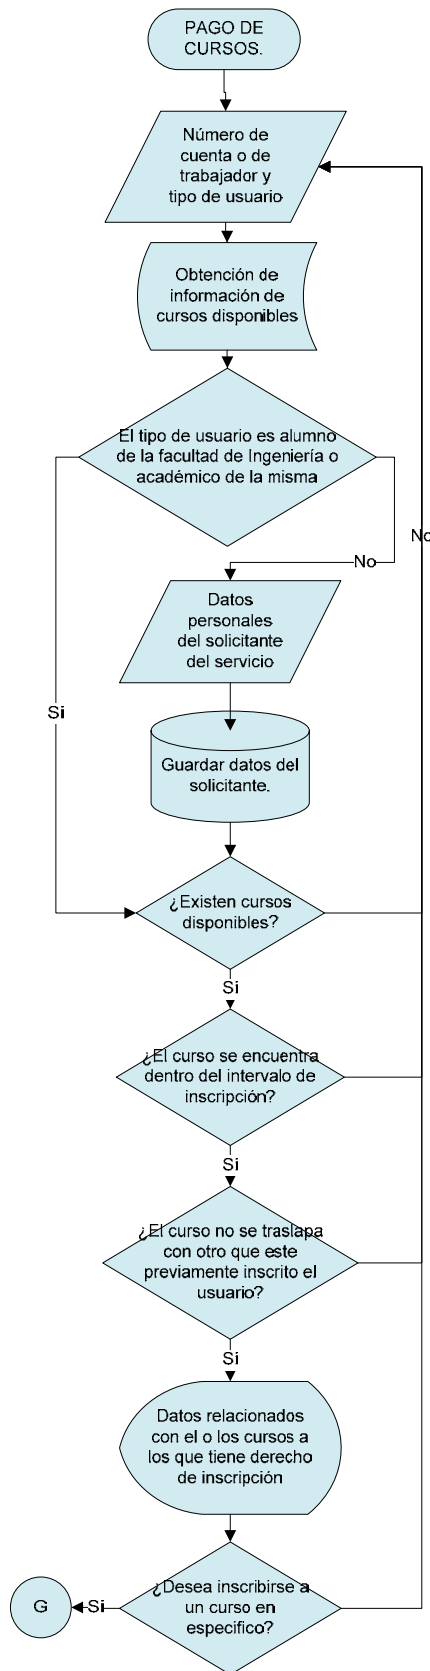 PAGO DE
CURSOS.
Número de
cuenta o de
trabajador y
tipo de usuario
Obtención de
información de
cursos disponibles
El tipo de usuario es alumno
de la facultad de Ingeniería o
académico de la misma
No
No
Datos
personales
del solicitante
del servicio
Si
Guardar datos del
solicitante.
¿Existen cursos
disponibles?
Si
¿El curso se encuentra
dentro del intervalo de
inscripción?
Si
¿El curso no se traslapa
con otro que este
previamente inscrito el
usuario?
Si
Datos relacionados
con el o los cursos a
los que tiene derecho
de inscripción
¿Desea inscribirse a
un curso en
especifico?
Si
G